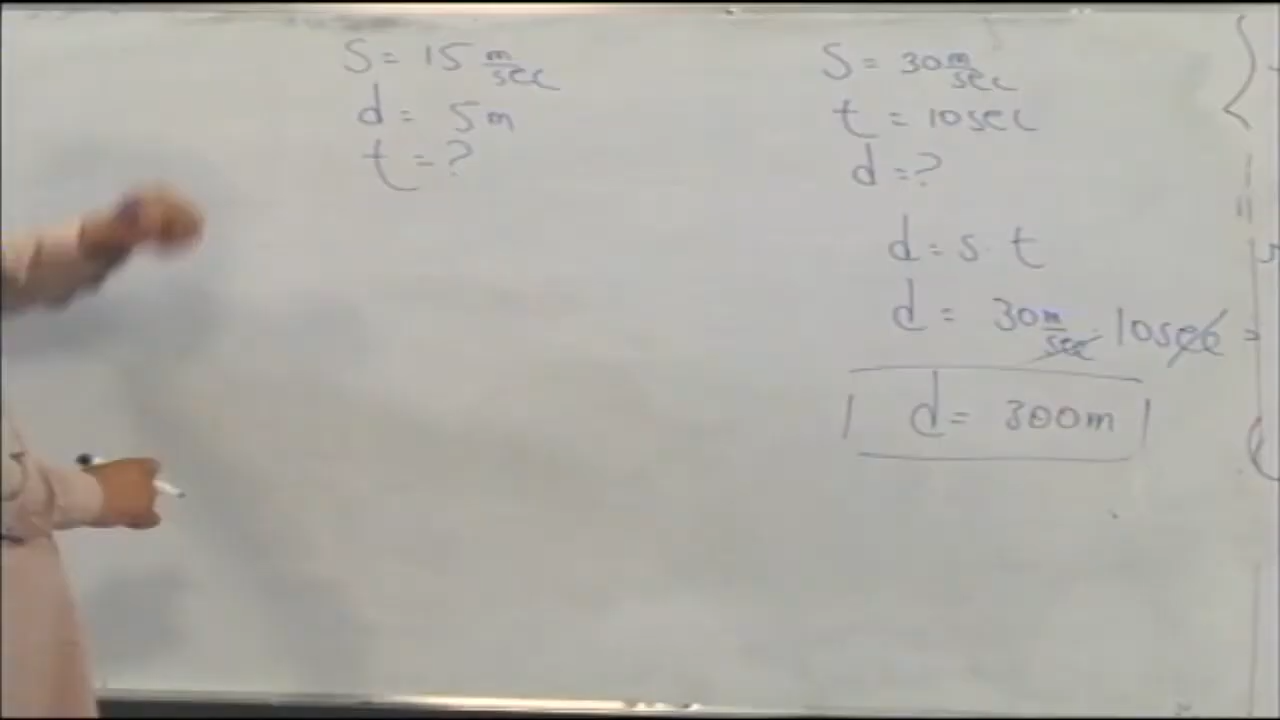 S = 15 m/sec
d = 5m
t = ?
S = 30 m/sec
t = 10sec
d = ?
d = s · t
d = 30 m/sec · 10sec =
d = 300m